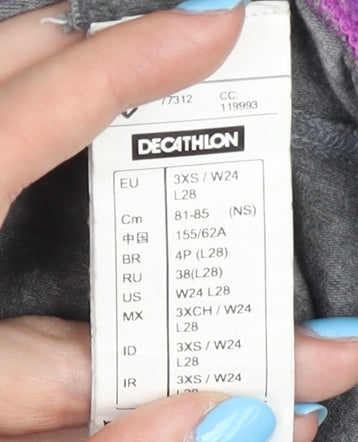 77312 CC:
119993
DECATHLON
EU 3XS / W24
L28
Cm 81-85 (NS)
中国 155/62A
BR 4P (L28)
RU 38(L28)
US W24 L28
MX 3XCH / W24
L28
ID 3XS / W24
L28
IR 3XS / W24
L28